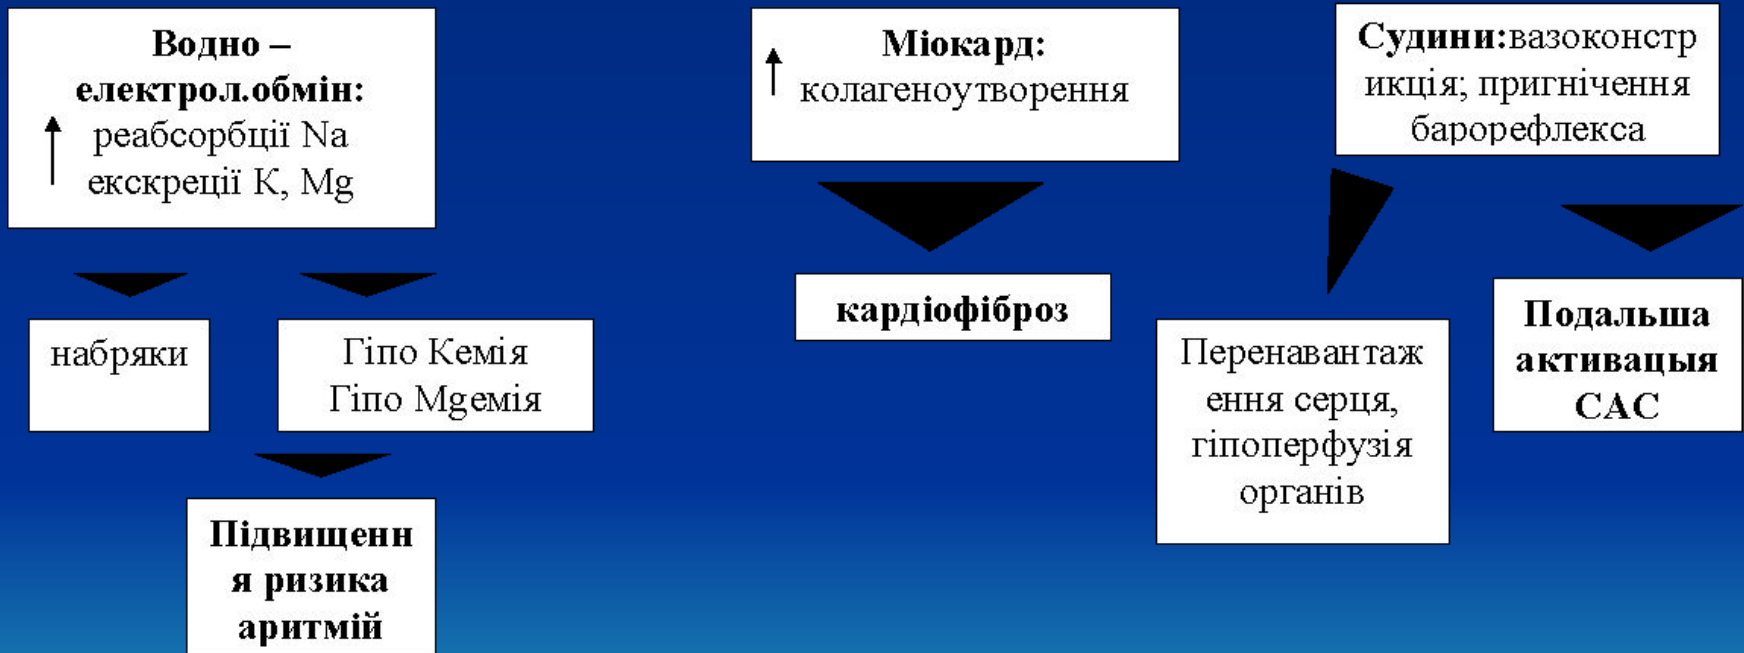 Водно –
електрол.обмін:
реабсорбції Na
екскреції К, Mg
Міокард:
колагеноутворення
Судини:вазоконстр
икція; пригнічення
барорефлекса
набряки
Гіпо Кемія
Гіпо Mgемія
кардіофіброз
Перенавантаж
ення серця,
гіпоперфузія
органів
Подальша
активацыя
САС
Підвищенн
я ризика
аритмій